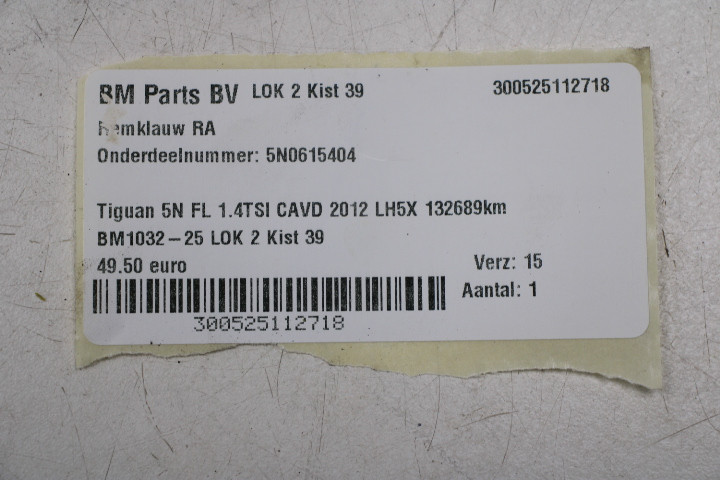 BM Parts BV LOK 2 Kist 39 300525112718
Remklauw RA
Onderdeelnummer: 5N0615404
Tiguan 5N FL 1.4TSI CAVD 2012 LH5X 132689km
BM1032-25 LOK 2 Kist 39
49.50 euro Verz: 15
Aantal: 1
300525112718